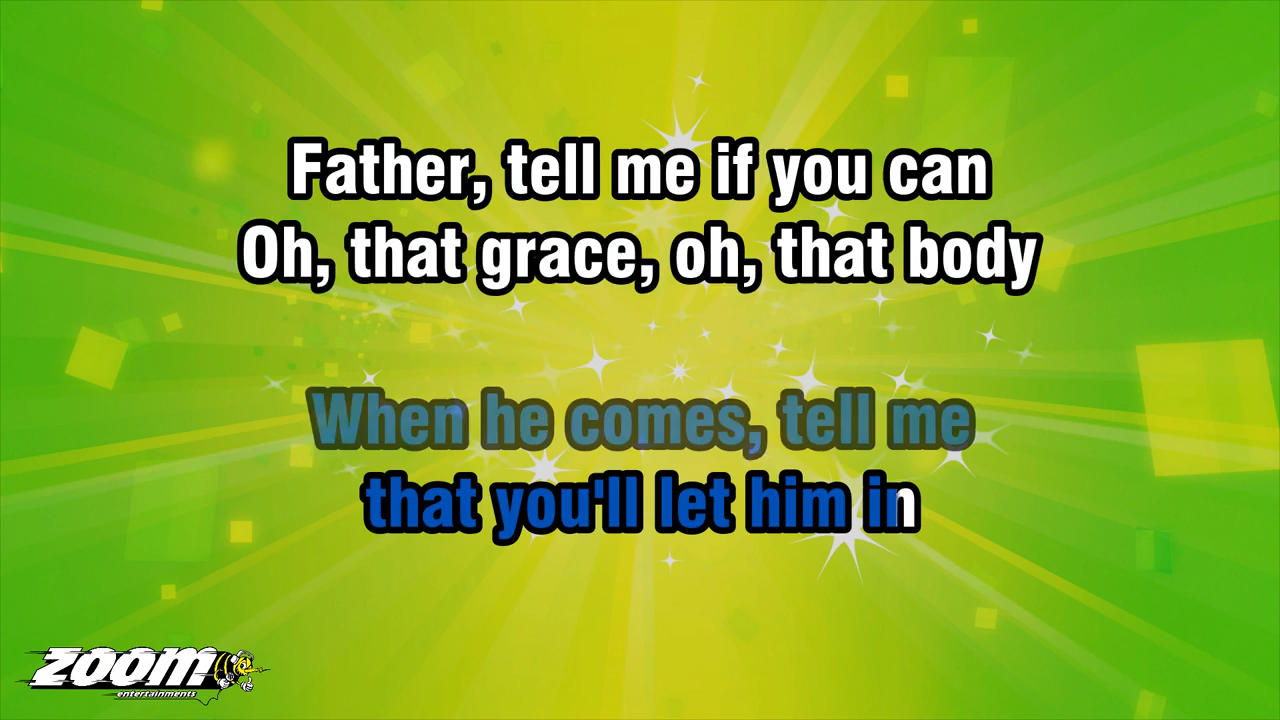 Father, tell me if you can
Oh, that grace, oh, that body
When he comes, tell me
that you'll let him in
zoom
entertainments